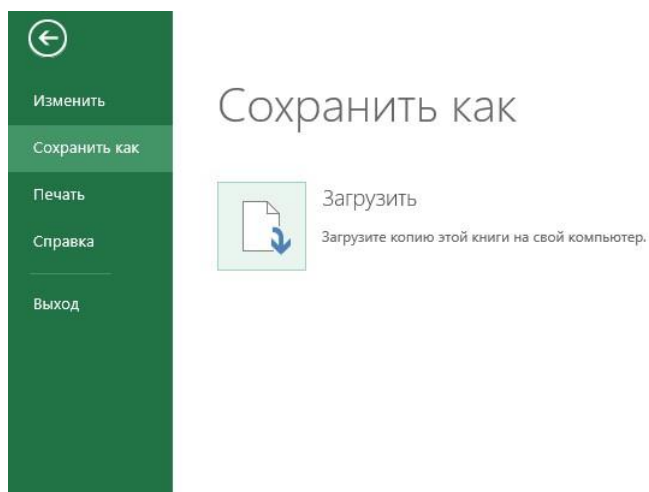 Изменить
Сохранить как
Печать
Справка
Выход
Сохранить как
Загрузить
Загрузите копию этой книги на свой компьютер.